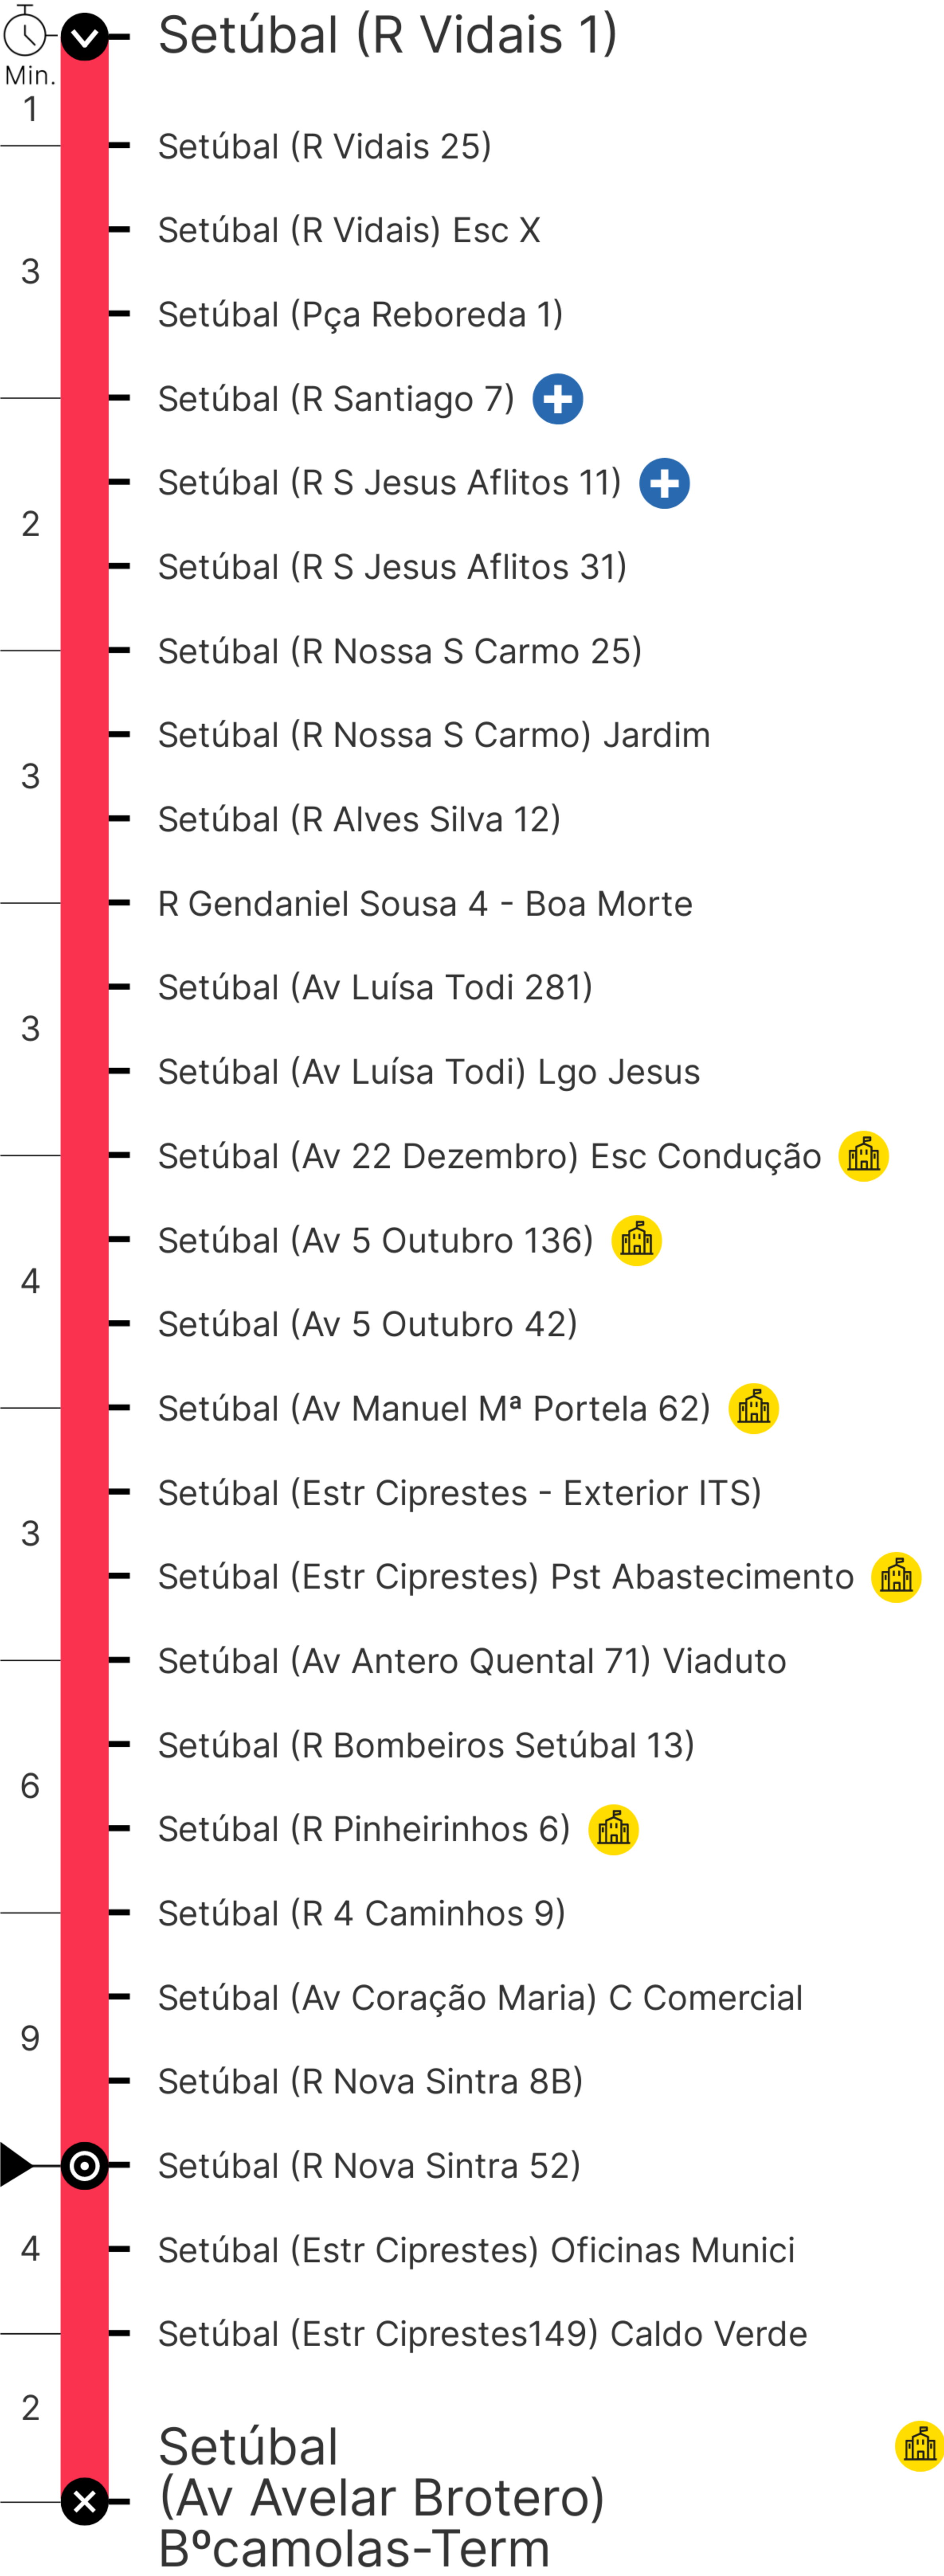 Setúbal (R Vidais 1)
Min.
1
Setúbal (R Vidais 25)
Setúbal (R Vidais) Esc X
3
Setúbal (Pça Reboreda 1)
Setúbal (R Santiago 7)
Setúbal (R S Jesus Aflitos 11)
2
Setúbal (R S Jesus Aflitos 31)
Setúbal (R Nossa S Carmo 25)
Setúbal (R Nossa S Carmo) Jardim
3
Setúbal (R Alves Silva 12)
R Gendaniel Sousa 4 - Boa Morte
Setúbal (Av Luísa Todi 281)
3
Setúbal (Av Luísa Todi) Lgo Jesus
Setúbal (Av 22 Dezembro) Esc Condução
Setúbal (Av 5 Outubro 136)
4
Setúbal (Av 5 Outubro 42)
Setúbal (Av Manuel Mª Portela 62)
Setúbal (Estr Ciprestes - Exterior ITS)
3
Setúbal (Estr Ciprestes) Pst Abastecimento
Setúbal (Av Antero Quental 71) Viaduto
Setúbal (R Bombeiros Setúbal 13)
6
Setúbal (R Pinheirinhos 6)
Setúbal (R 4 Caminhos 9)
Setúbal (Av Coração Maria) C Comercial
9
Setúbal (R Nova Sintra 8B)
Setúbal (R Nova Sintra 52)
4
Setúbal (Estr Ciprestes) Oficinas Munici
Setúbal (Estr Ciprestes149) Caldo Verde
2
Setúbal
(Av Avelar Brotero)
Bºcamolas-Term